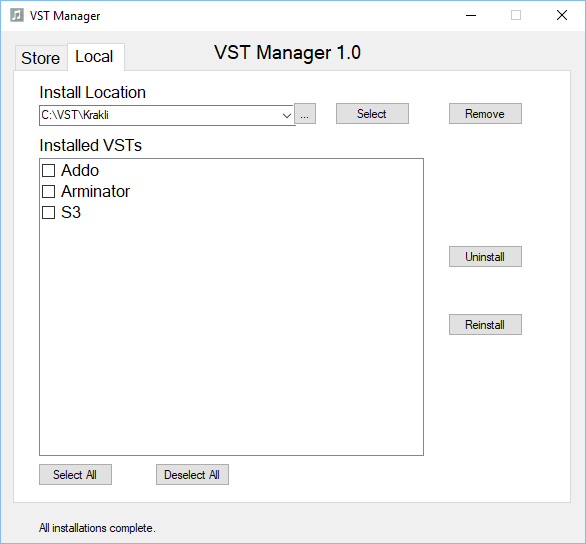 VST Manager
Store
Local
VST Manager 1.0
Install Location
C:\VST\Krakli
...
Select
Remove
Installed VSTs
Addo
Arminator
S3
Uninstall
Reinstall
Select All
Deselect All
All installations complete.